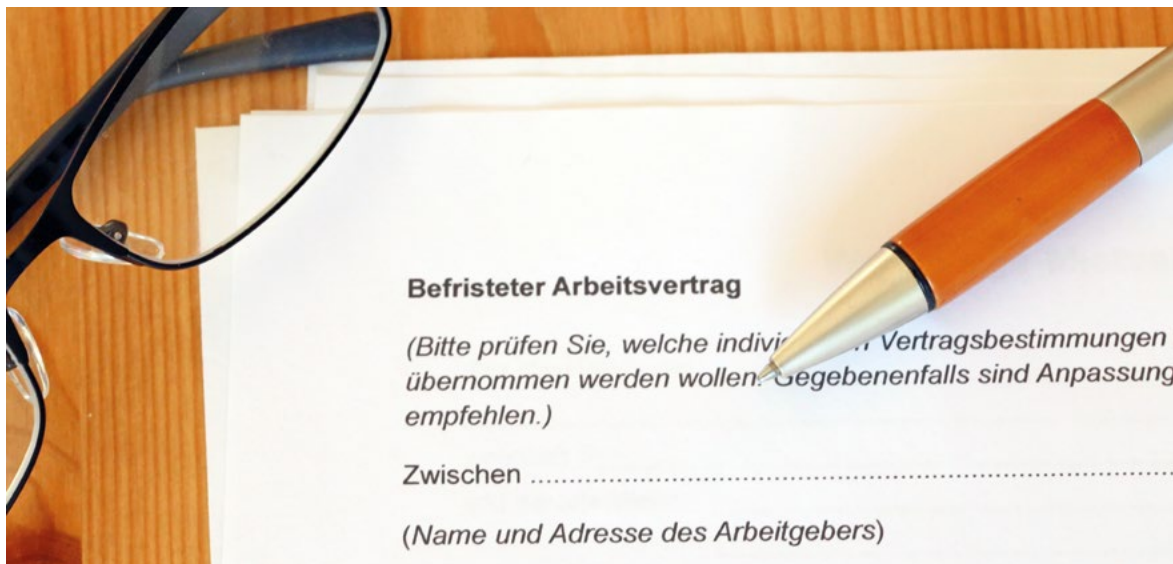 Befristeter Arbeitsvertrag
(Bitte prüfen Sie, welche Vertragsbestimmungen
übernommen werden wollen. Gegebenenfalls sind Anpassung
empfehlen.)
Zwischen ........................................................................................
(Name und Adresse des Arbeitgebers)